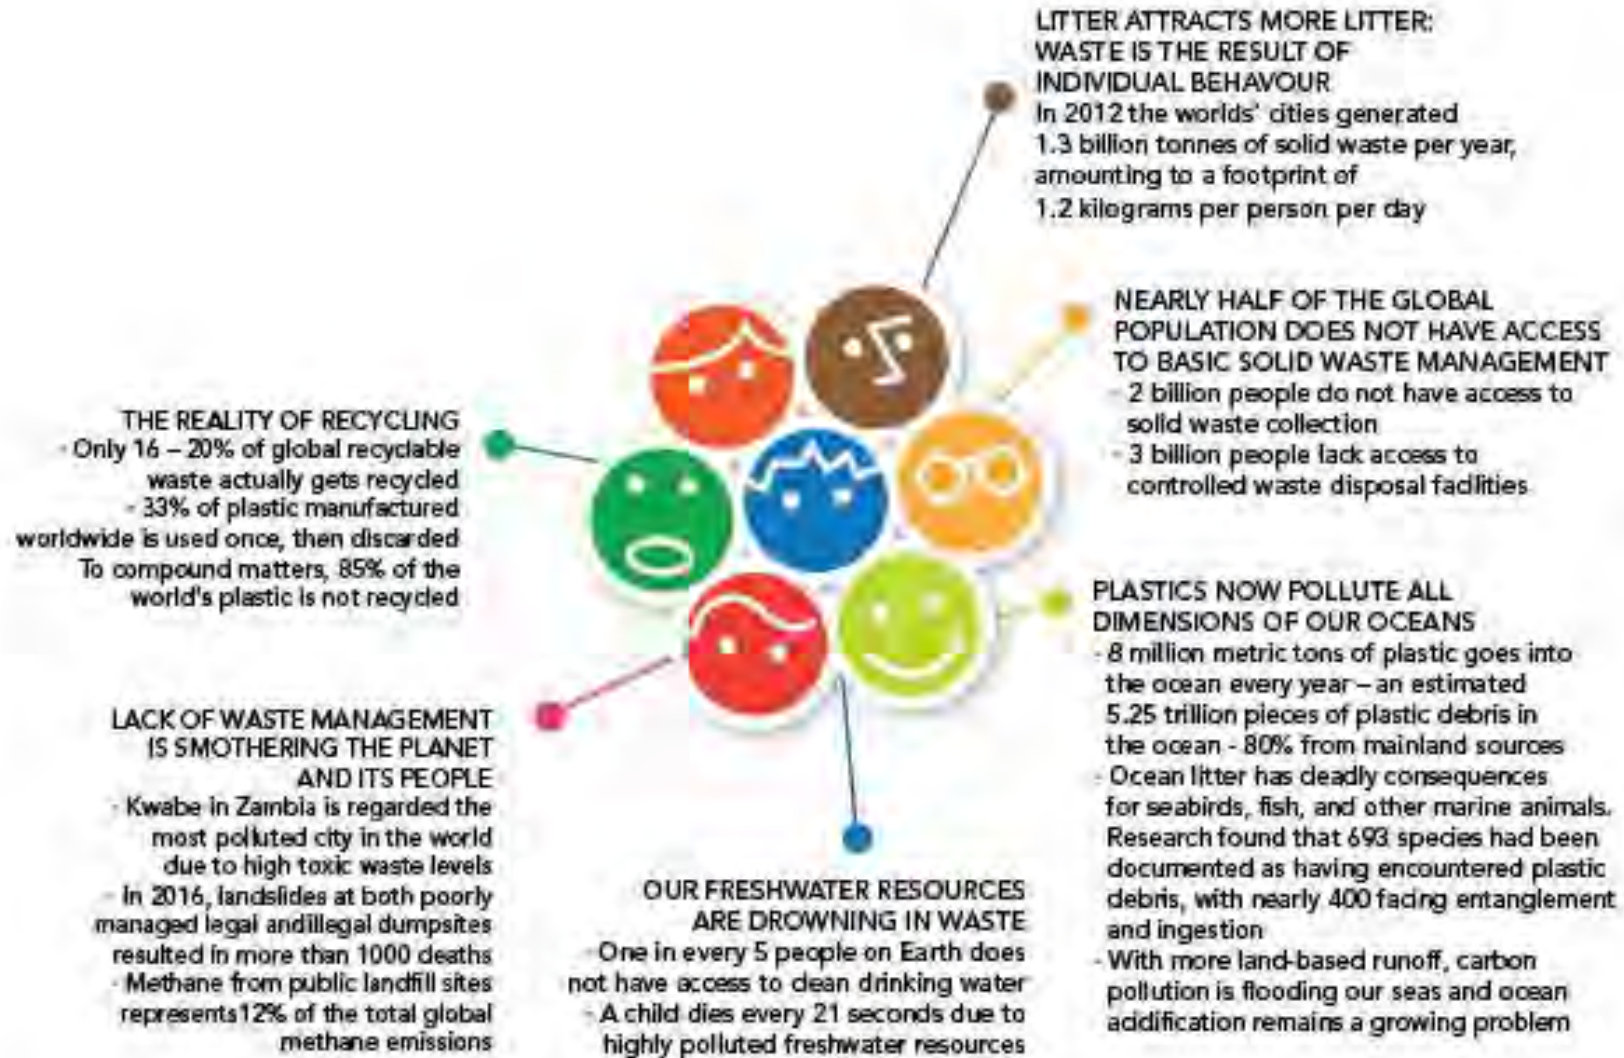 LITTER ATTRACTS MORE LITTER:
WASTE IS THE RESULT OF
INDIVIDUAL BEHAVOUR
In 2012 the worlds' cities generated
1.3 billion tonnes of solid waste per year,
amounting to a footprint of
1.2 kilograms per person per day
NEARLY HALF OF THE GLOBAL
POPULATION DOES NOT HAVE ACCESS
TO BASIC SOLID WASTE MANAGEMENT
- 2 billion people do not have access to
solid waste collection
- 3 billion people lack access to
controlled waste disposal facilities
PLASTICS NOW POLLUTE ALL
DIMENSIONS OF OUR OCEANS
- 8 million metric tons of plastic goes into
the ocean every year – an estimated
5.25 trillion pieces of plastic debris in
the ocean - 80% from mainland sources
- Ocean litter has deadly consequences
for seabirds, fish, and other marine animals.
Research found that 693 species had been
documented as having encountered plastic
debris, with nearly 400 facing entanglement
and ingestion
- With more land-based runoff, carbon
pollution is flooding our seas and ocean
acidification remains a growing problem
OUR FRESHWATER RESOURCES
ARE DROWNING IN WASTE
- One in every 5 people on Earth does
not have access to clean drinking water
- A child dies every 21 seconds due to
highly polluted freshwater resources
LACK OF WASTE MANAGEMENT
IS SMOTHERING THE PLANET
AND ITS PEOPLE
- Kwabe in Zambia is regarded the
most polluted city in the world
due to high toxic waste levels
- In 2016, landslides at both poorly
managed legal andillegal dumpsites
resulted in more than 1000 deaths
- Methane from public landfill sites
represents12% of the total global
methane emissions
THE REALITY OF RECYCLING
- Only 16 – 20% of global recyclable
waste actually gets recycled
- 33% of plastic manufactured
worldwide is used once, then discarded
To compound matters, 85% of the
world's plastic is not recycled